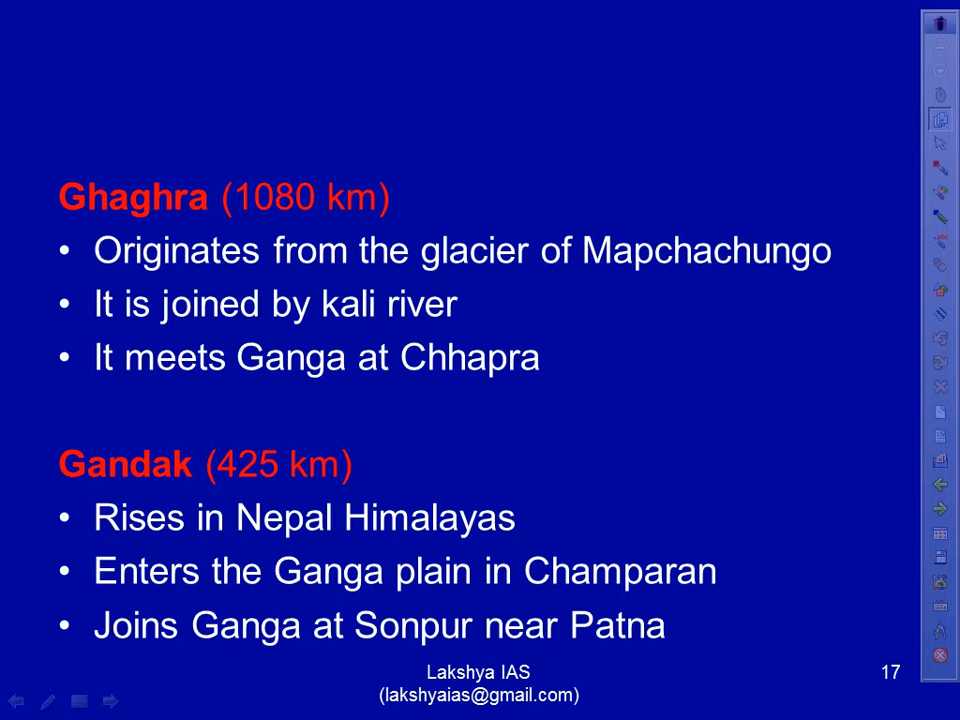 Ghaghra (1080 km)
• Originates from the glacier of Mapchachungo
• It is joined by kali river
• It meets Ganga at Chhapra
Gandak (425 km)
• Rises in Nepal Himalayas
• Enters the Ganga plain in Champaran
• Joins Ganga at Sonpur near Patna
Lakshya IAS
(lakshyaias@gmail.com)
17